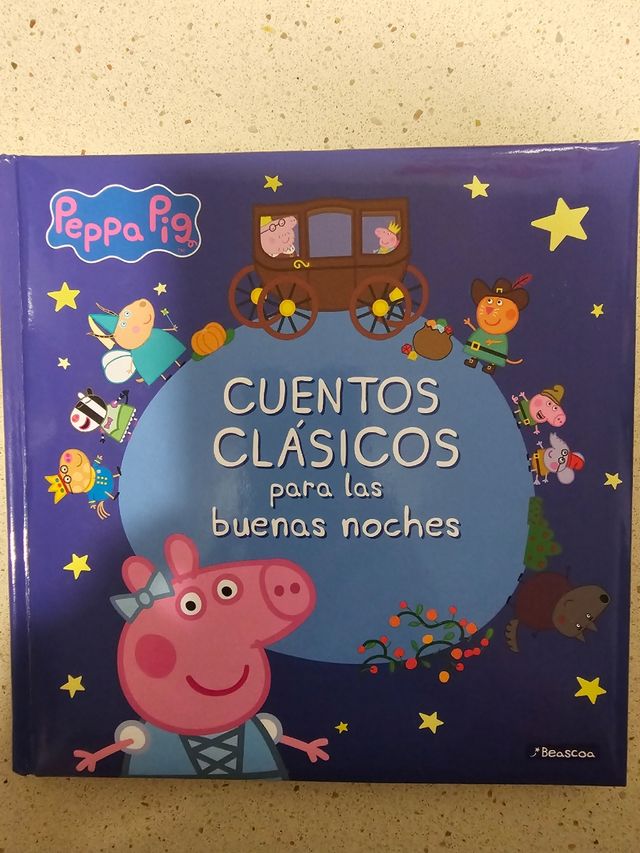 Peppa Pig
CUENTOS
CLÁSICOS
para las
buenas noches
Beascoa